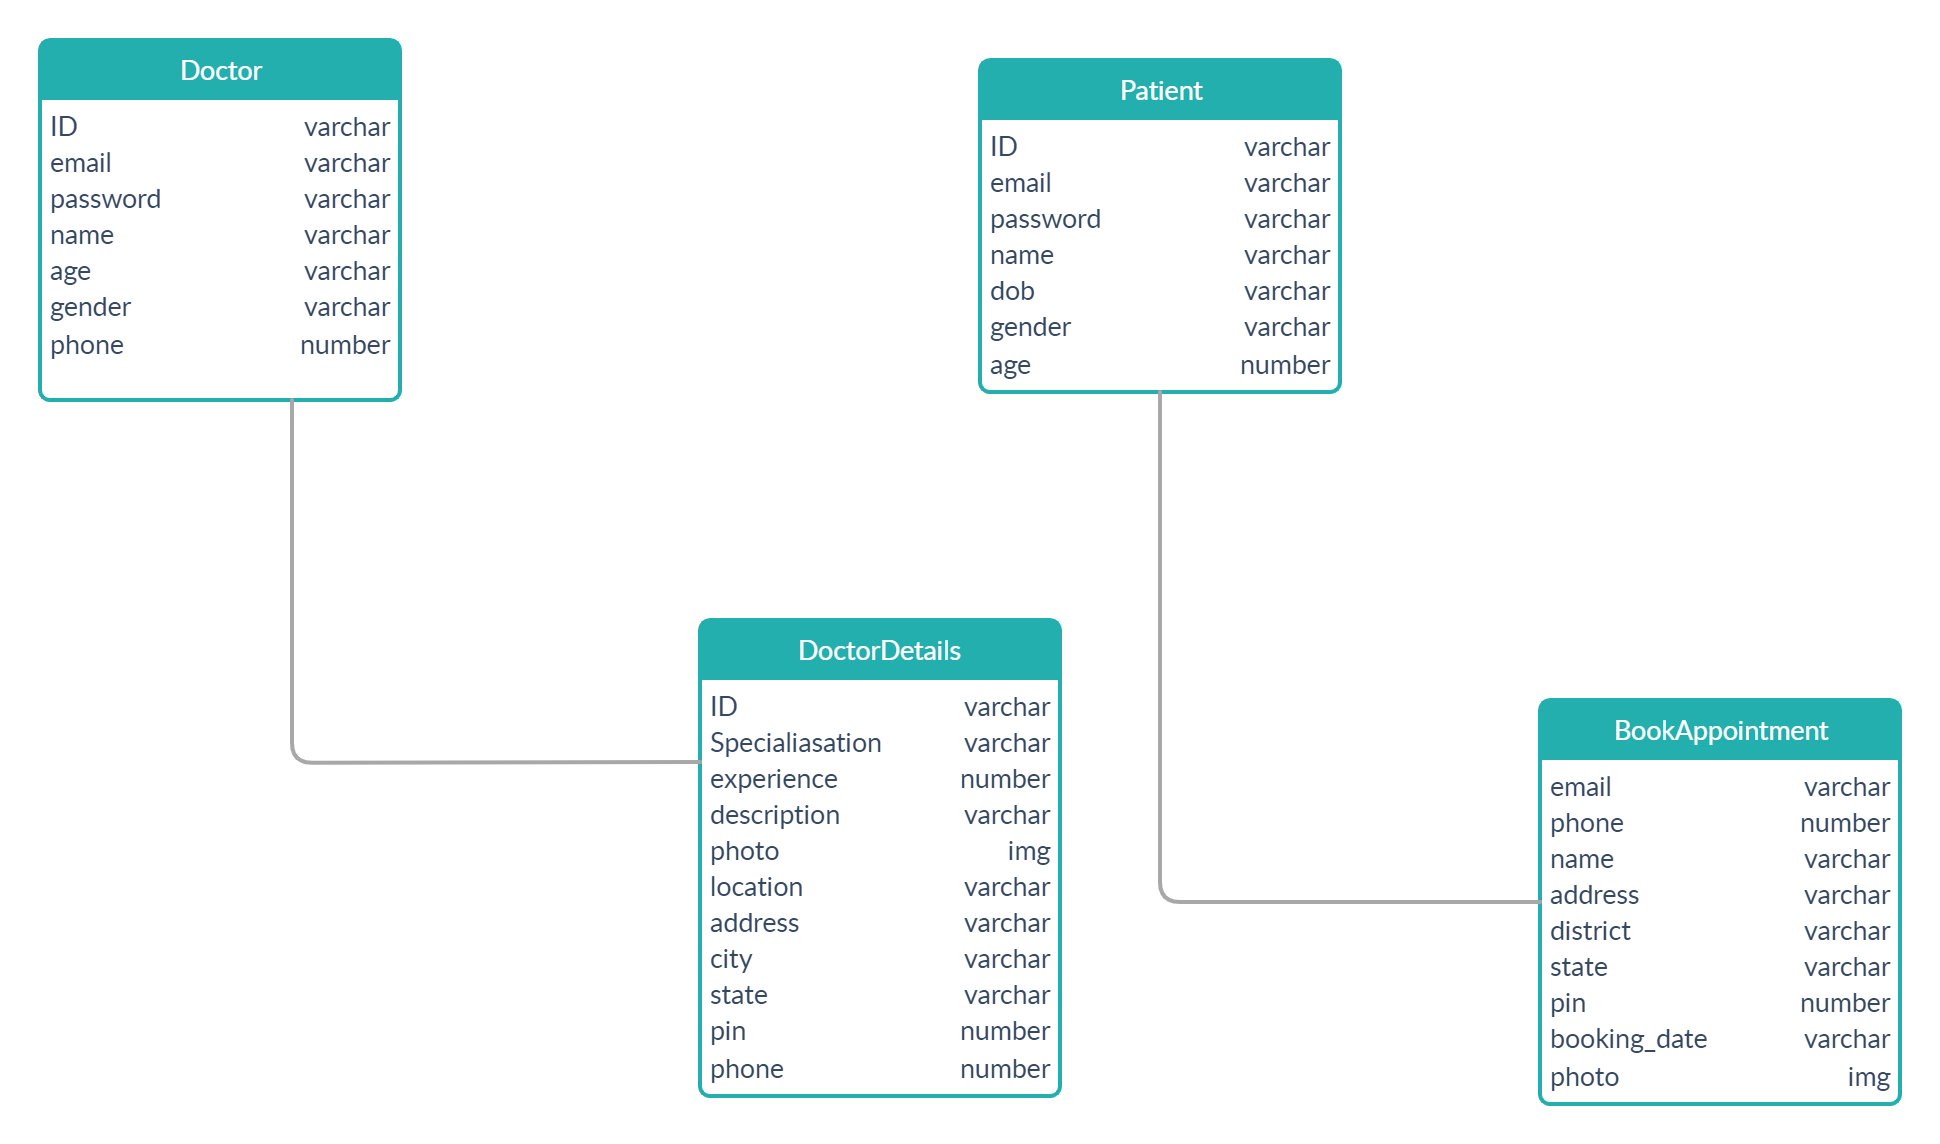 Doctor
ID varchar
email varchar
password varchar
name varchar
age varchar
gender varchar
phone number
Patient
ID varchar
email varchar
password varchar
name varchar
dob varchar
gender varchar
age number
DoctorDetails
ID varchar
Specialiasation varchar
experience number
description varchar
photo img
location varchar
address varchar
city varchar
state varchar
pin number
phone number
BookAppointment
email varchar
phone number
name varchar
address varchar
district varchar
state varchar
pin number
booking_date varchar
photo img